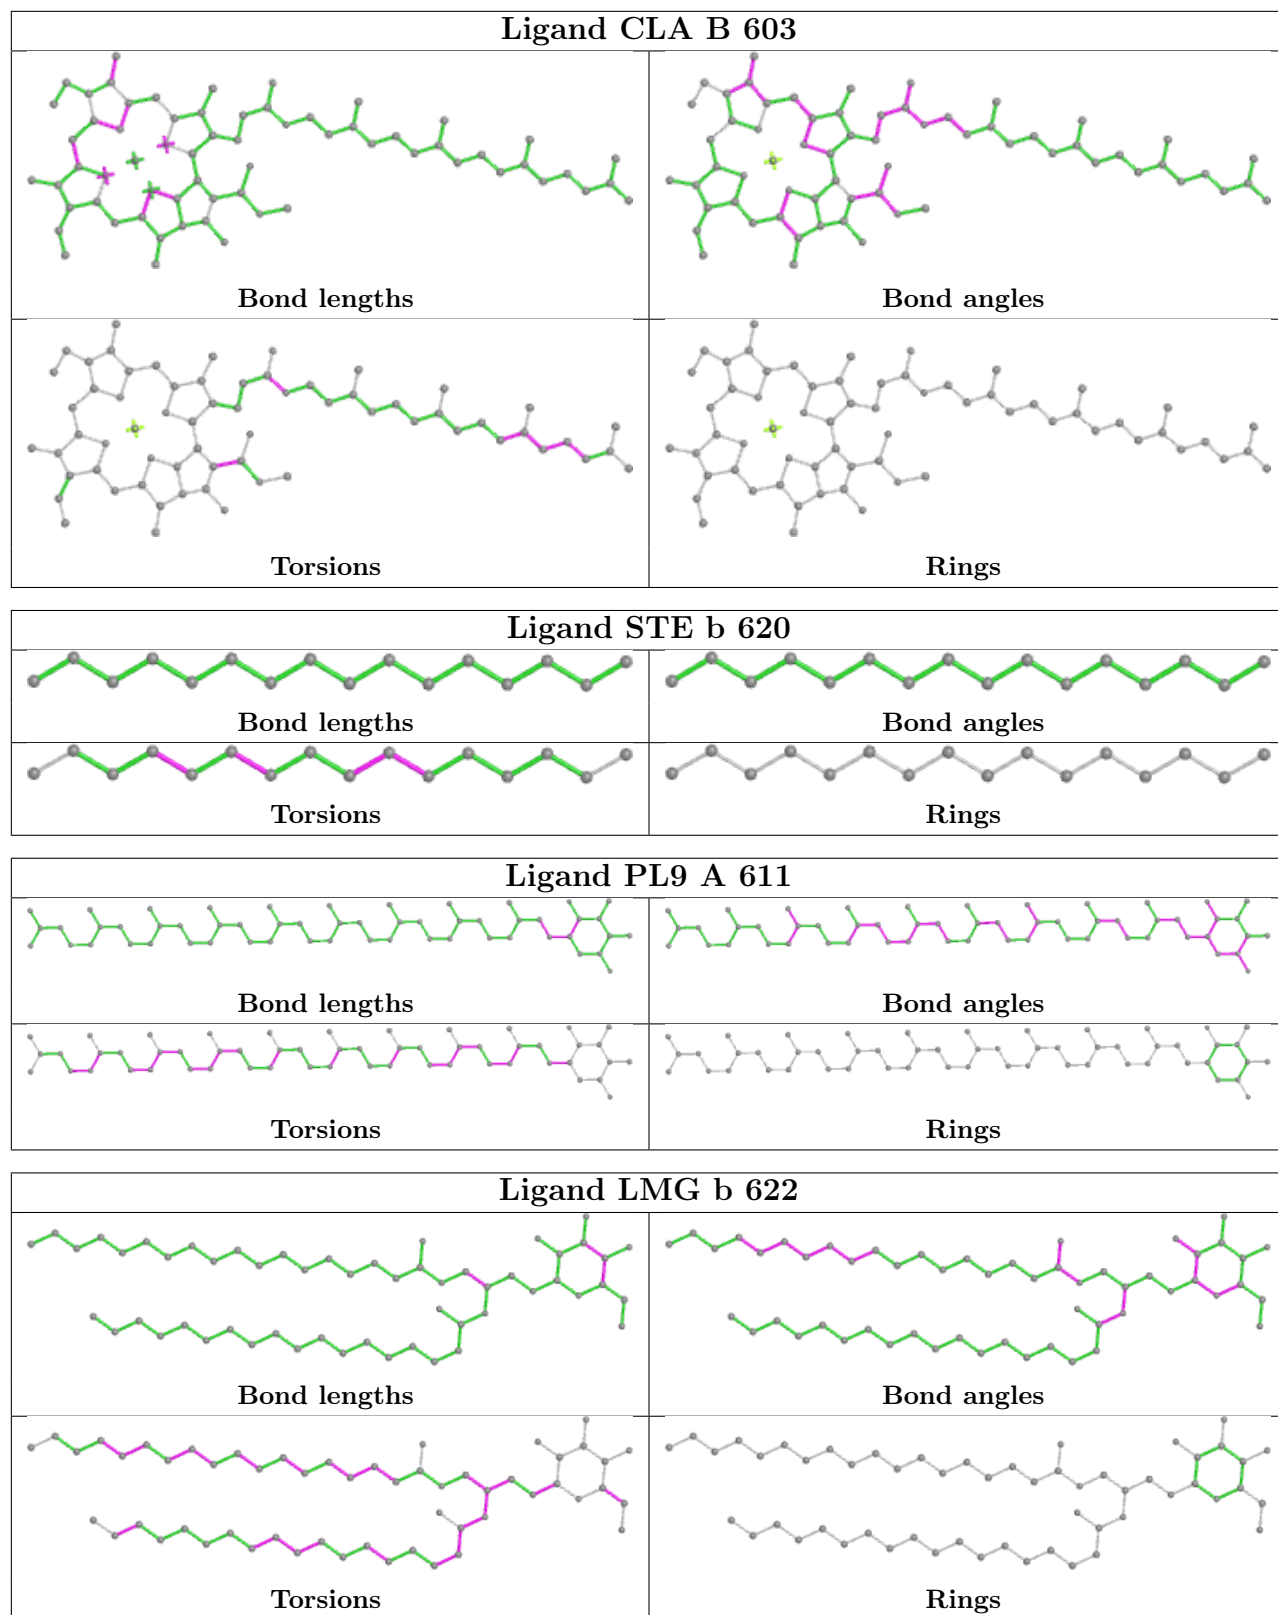 Ligand CLA B 603
Bond lengths
Bond angles
Torsions
Rings
Ligand STE b 620
Bond lengths
Bond angles
Torsions
Rings
Ligand PL9 A 611
Bond lengths
Bond angles
Torsions
Rings
Ligand LMG b 622
Bond lengths
Bond angles
Torsions
Rings